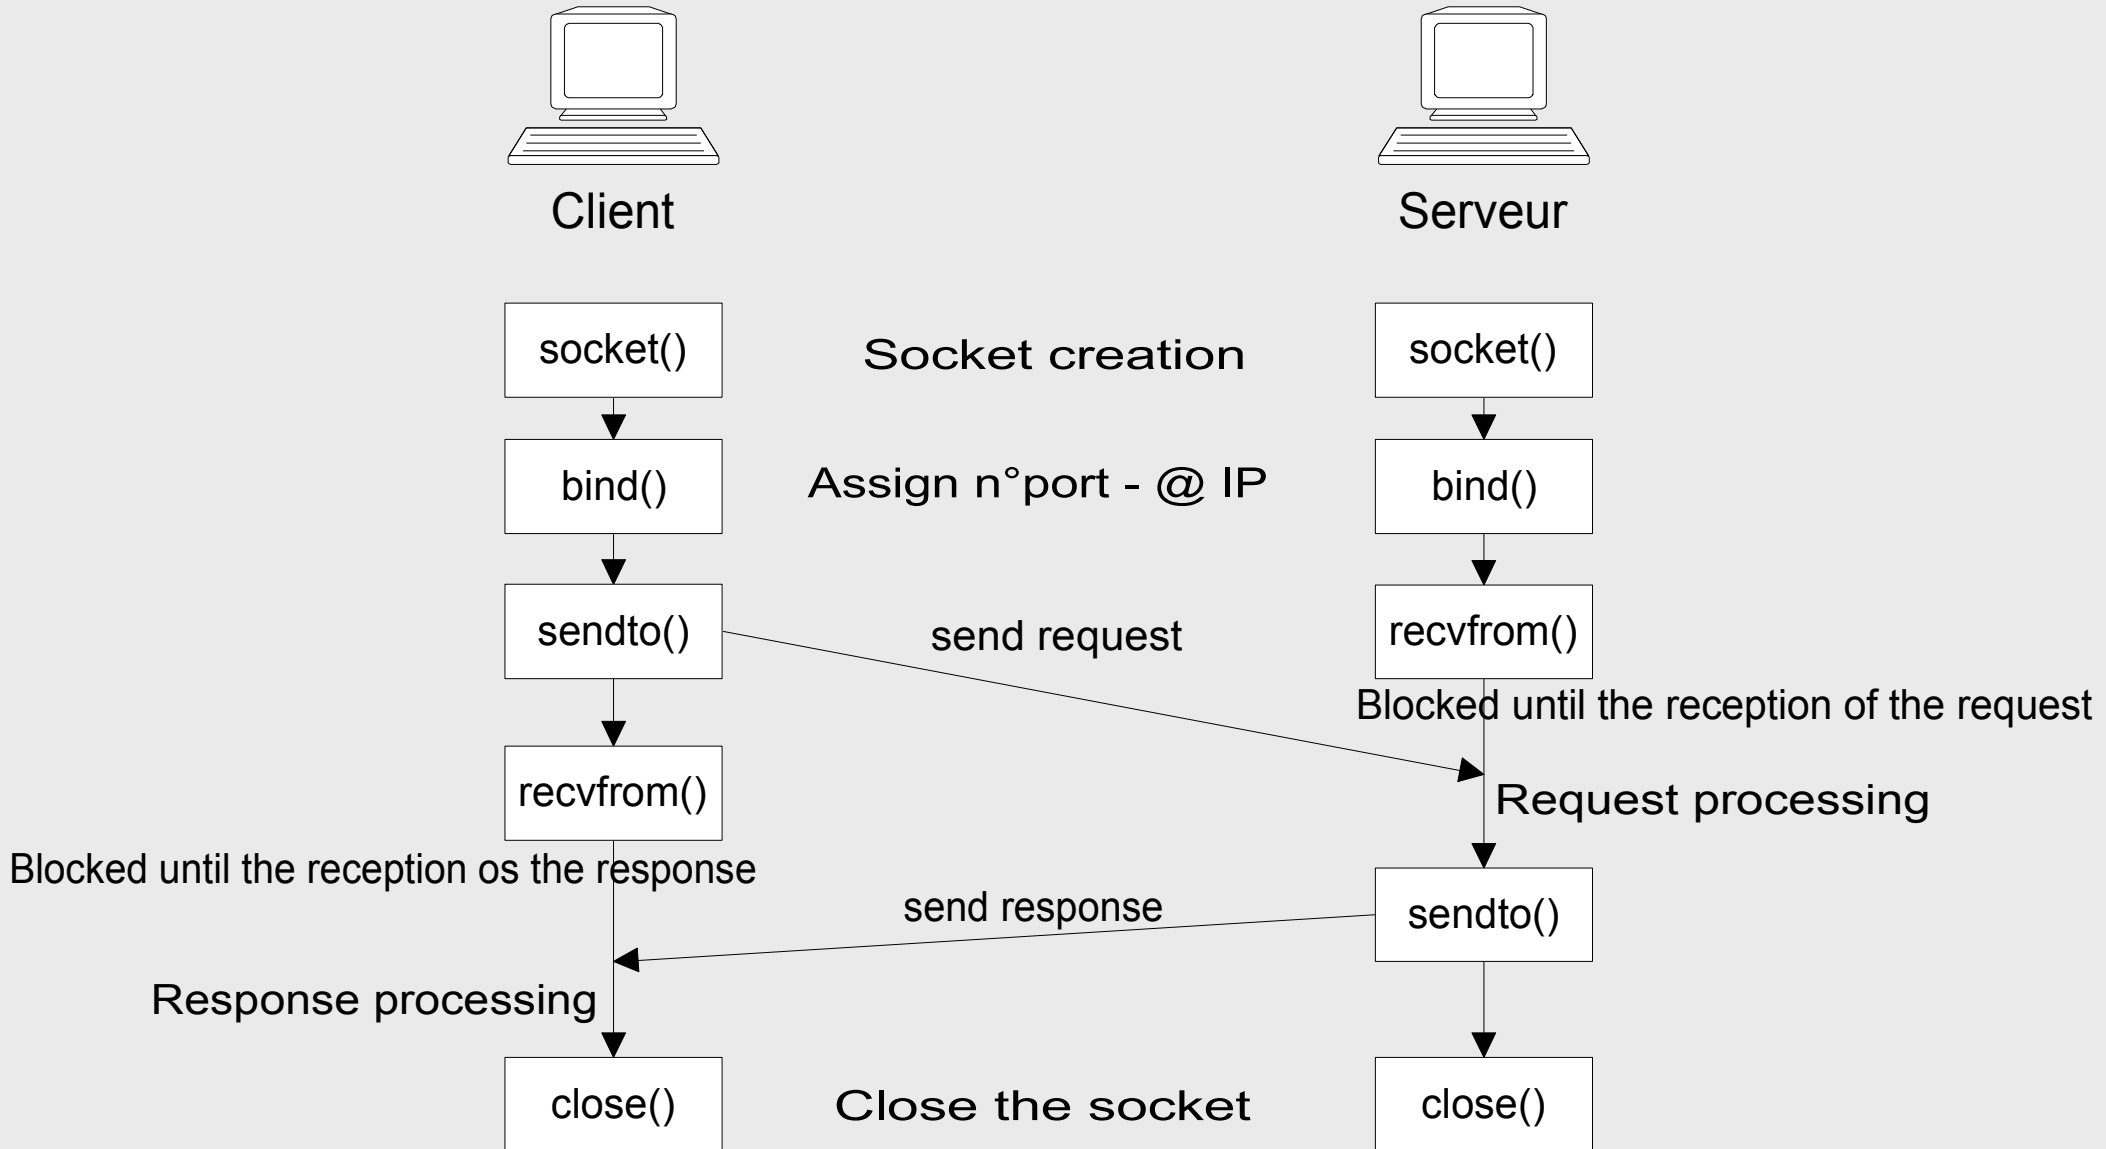 Client
Serveur
socket()
Socket creation
socket()
bind()
Assign n°port - @ IP
bind()
sendto()
send request
recvfrom()
Blocked until the reception of the request
recvfrom()
Request processing
Blocked until the reception os the response
send response
sendto()
Response processing
close()
Close the socket
close()